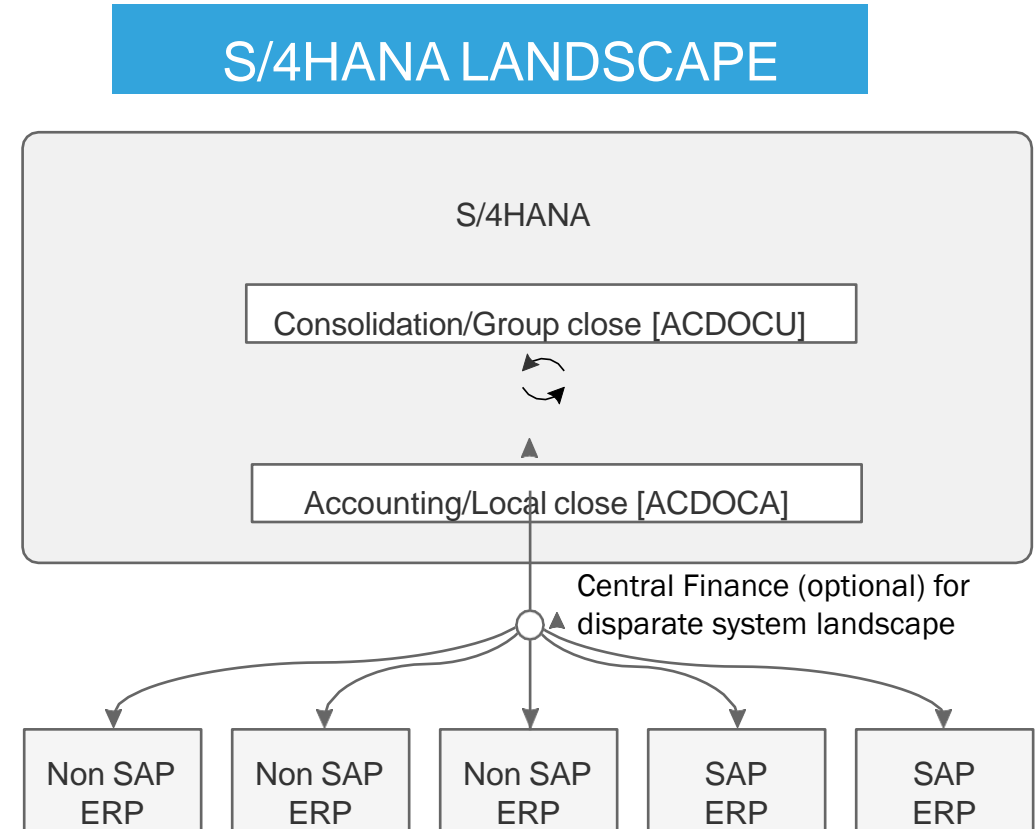 S/4HANA LANDSCAPE
S/4HANA
Consolidation/Group close [ACDOCU]
Accounting/Local close [ACDOCA]
Central Finance (optional) for
disparate system landscape
Non SAP
ERP
Non SAP
ERP
Non SAP
ERP
SAP
ERP
SAP
ERP